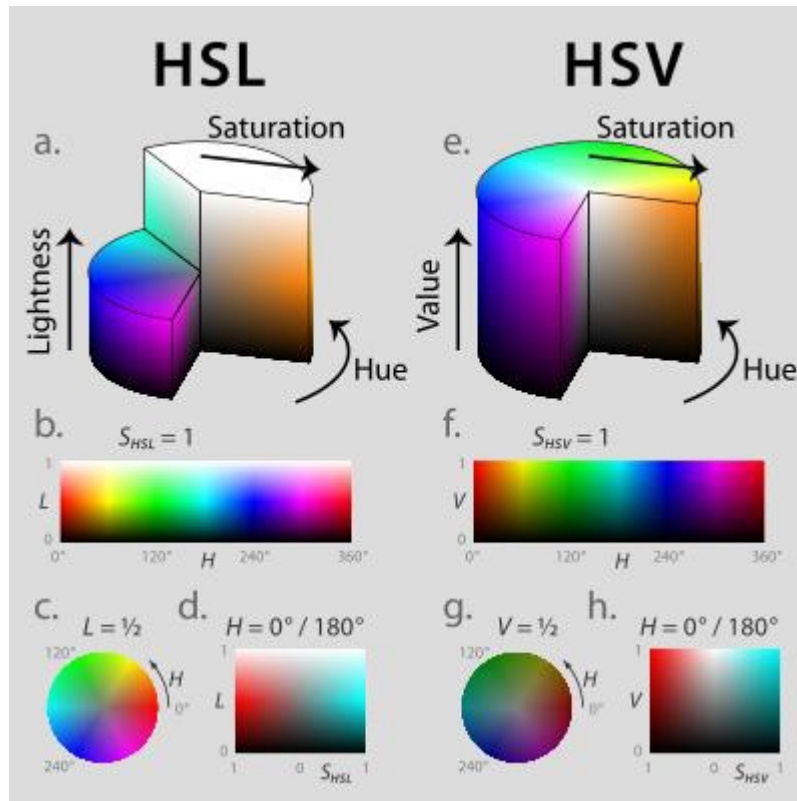 HSL
HSV
a.
Saturation
Lightness
Hue
e.
Saturation
Value
Hue
b.
S_HSL = 1
1
L
0
0° 120° 240° 360°
H
f.
S_HSV = 1
1
V
0
0° 120° 240° 360°
H
c.
L = ½
120°
H
0°
240°
d.
H = 0° / 180°
1
L
0
1 0 1
S_HSL
g.
V = ½
120°
H
0°
240°
h.
H = 0° / 180°
1
V
0
1 0 1
S_HSV